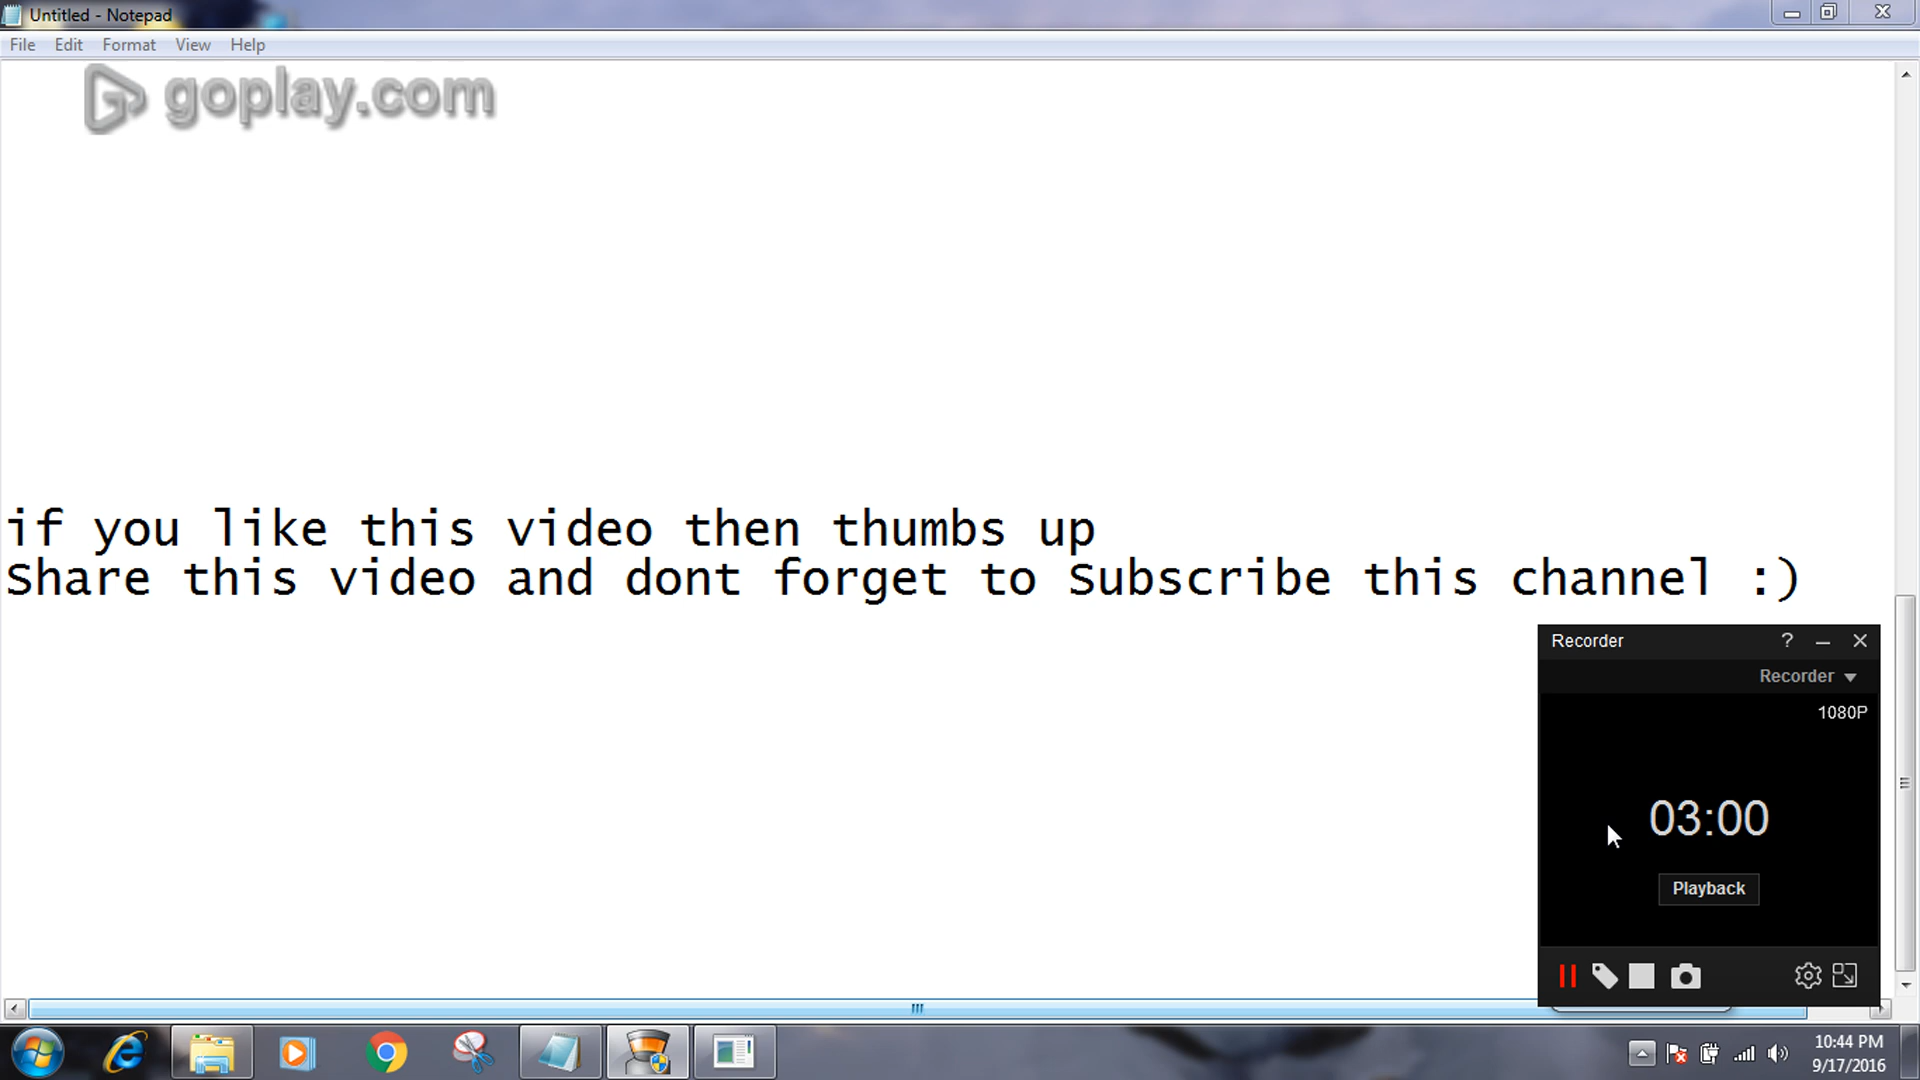 Untitled - Notepad
File Edit Format View Help
goplay.com
if you like this video then thumbs up
Share this video and dont forget to Subscribe this channel :)
Recorder ?
Recorder
1080P
03:00
Playback
10:44 PM
9/17/2016